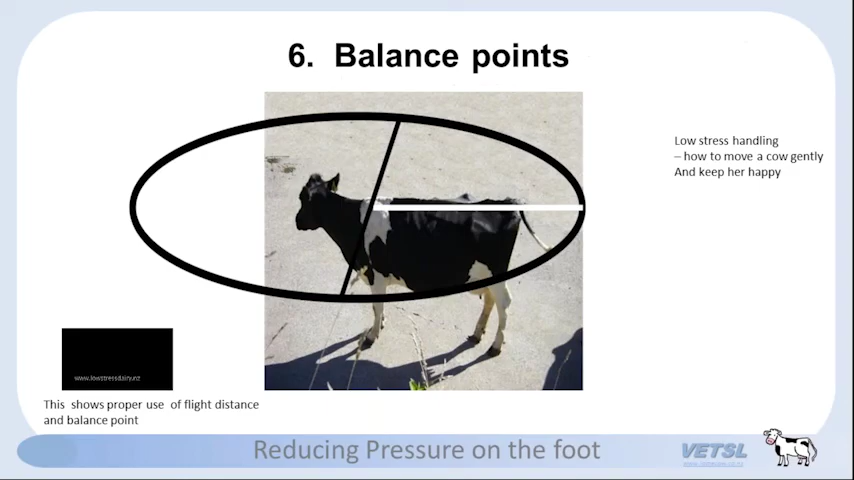 6. Balance points
Low stress handling
– how to move a cow gently
And keep her happy
www.lowstressdairy.nz
This shows proper use of flight distance
and balance point
Reducing Pressure on the foot
VETSL